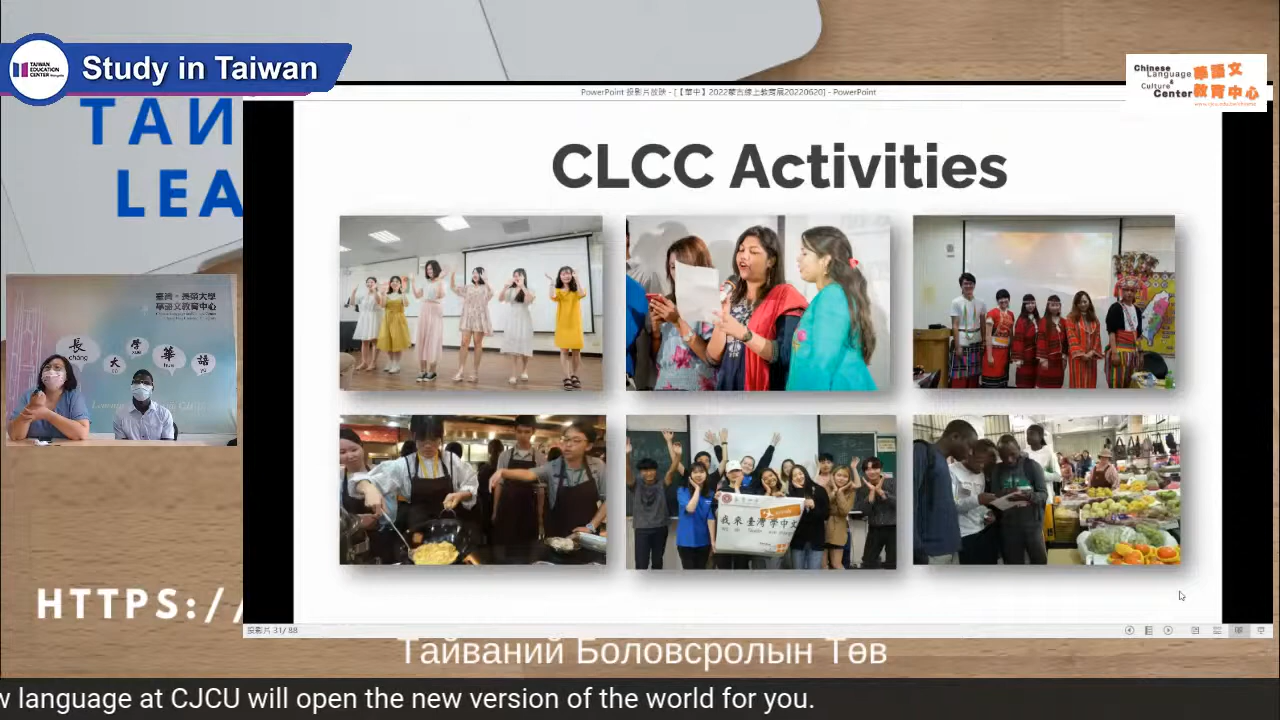 TAIWAN
EDUCATION
CENTER
Study in Taiwan
Chinese
Language
&
Culture
Center
華語文
教育中心
PowerPoint 投影片放映 - [【華中】2022蒙古線上教育展20220620] - PowerPoint
ТАЙ
LEA
CLCC Activities
臺灣・長榮大學
華語文教育中心
長
chang
大
學
華
語
我來臺灣學中文
HTTPS://
投影片 31/ 88
Тайваний Боловсролын Төв
language at CJCU will open the new version of the world for you.